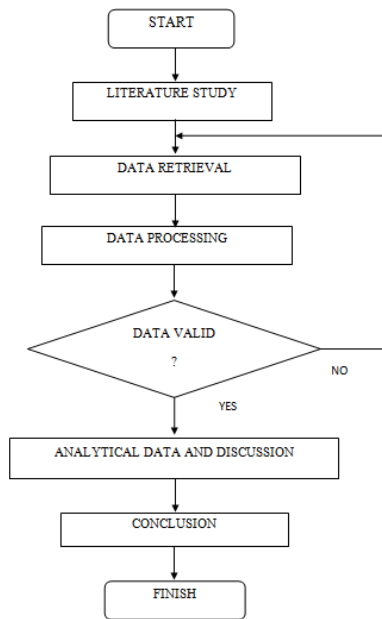 START
LITERATURE STUDY
DATA RETRIEVAL
DATA PROCESSING
DATA VALID
?
NO
YES
ANALYTICAL DATA AND DISCUSSION
CONCLUSION
FINISH